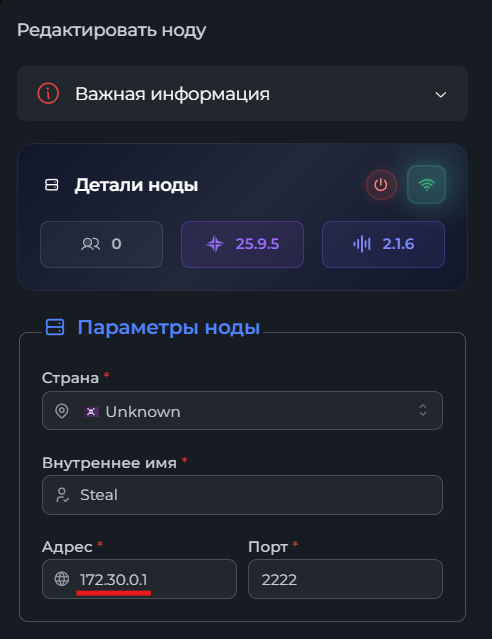 Редактировать ноду
Важная информация
Детали ноды
0 25.9.5 2.1.6
Параметры ноды
Страна *
Unknown
Внутреннее имя *
Steal
Адрес * Порт *
172.30.0.1 2222